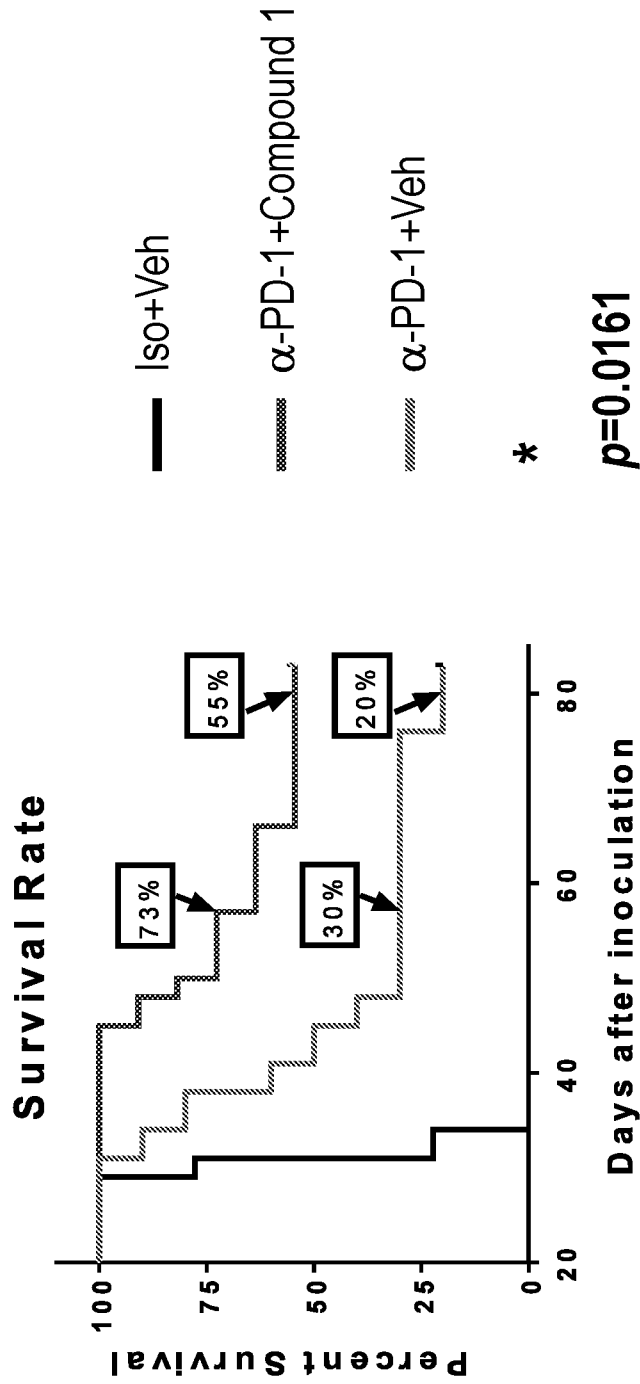 Survival Rate
Percent Survival
100
75
50
25
0
73%
55%
30%
20%
20
40
60
80
Days after inoculation
Iso+Veh
α-PD-1+Compound 1
α-PD-1+Veh
*
p=0.0161